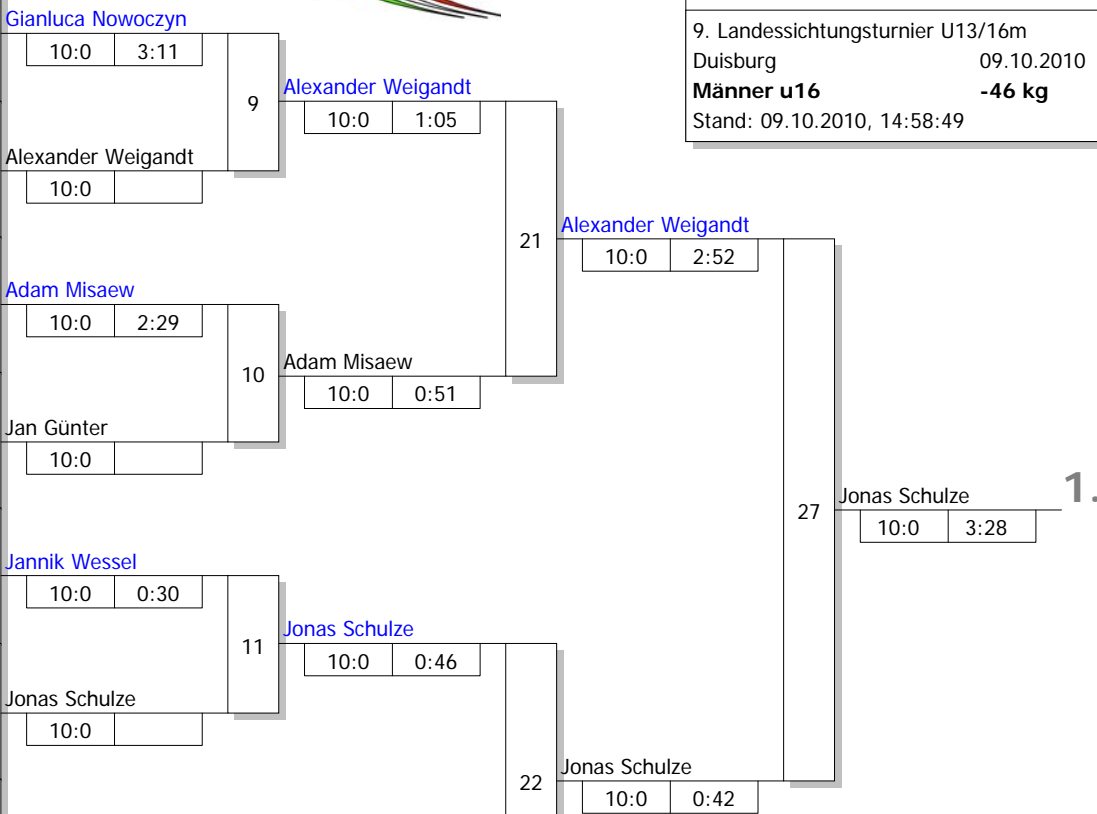 Gianluca Nowoczyn
10:0 3:11
9
Alexander Weigandt
10:0 1:05
Alexander Weigandt
10:0
21
Alexander Weigandt
10:0 2:52
Adam Misaew
10:0 2:29
10
Adam Misaew
10:0 0:51
Jan Günter
10:0
27
Jonas Schulze
10:0 3:28
1.
Jannik Wessel
10:0 0:30
11
Jonas Schulze
10:0 0:46
Jonas Schulze
10:0
22
Jonas Schulze
10:0 0:42
9. Landessichtungsturnier U13/16m
Duisburg 09.10.2010
Männer u16 -46 kg
Stand: 09.10.2010, 14:58:49